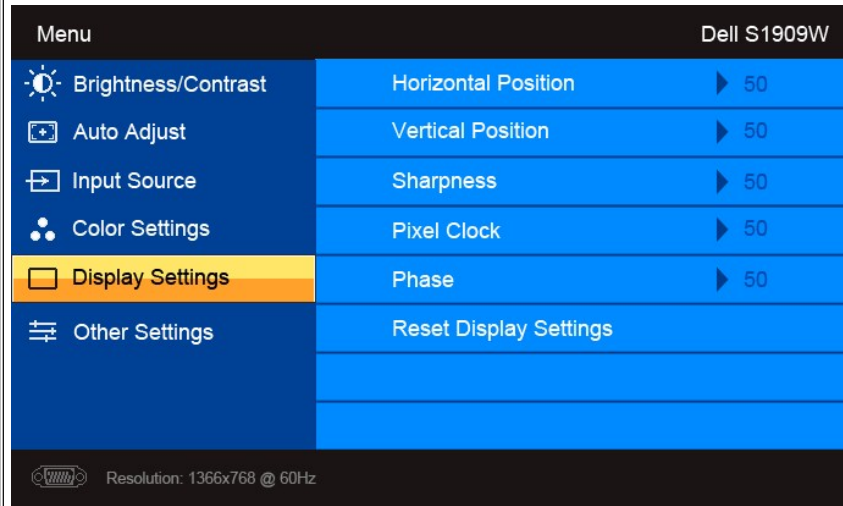 Menu Dell S1909W
Brightness/Contrast Horizontal Position 50
Auto Adjust Vertical Position 50
Input Source Sharpness 50
Color Settings Pixel Clock 50
Display Settings Phase 50
Other Settings Reset Display Settings
Resolution: 1366x768 @ 60Hz